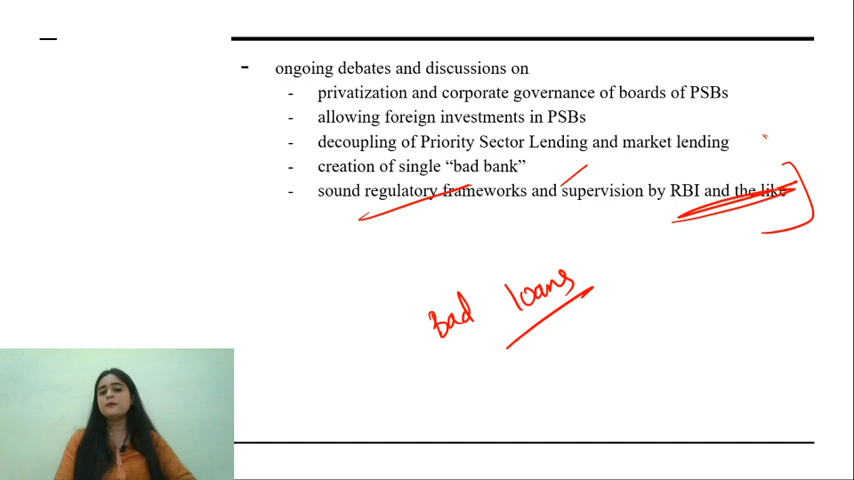 - ongoing debates and discussions on
- privatization and corporate governance of boards of PSBs
- allowing foreign investments in PSBs
- decoupling of Priority Sector Lending and market lending
- creation of single “bad bank”
- sound regulatory frameworks and supervision by RBI and the like
Bad loans